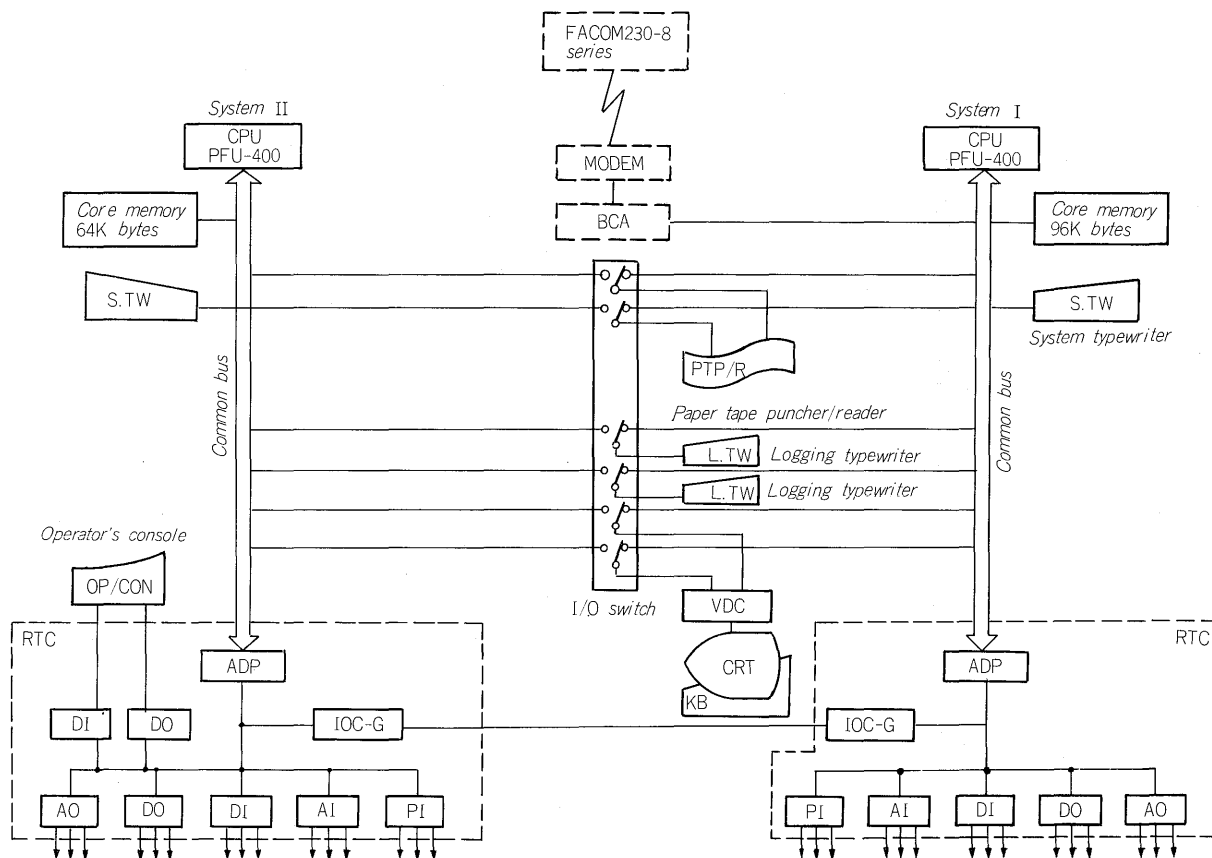 FACOM230-8
series
System II
CPU
PFU-400
System I
CPU
PFU-400
MODEM
BCA
Core memory
64K bytes
Core memory
96K bytes
S.TW
S.TW
System typewriter
PTP/R
Common bus
Common bus
Paper tape puncher/reader
L.TW
Logging typewriter
L.TW
Logging typewriter
Operator's console
OP/CON
I/O switch
VDC
CRT
KB
RTC
ADP
RTC
ADP
DI
DO
IOC-G
IOC-G
AO
DO
DI
AI
PI
PI
AI
DI
DO
AO